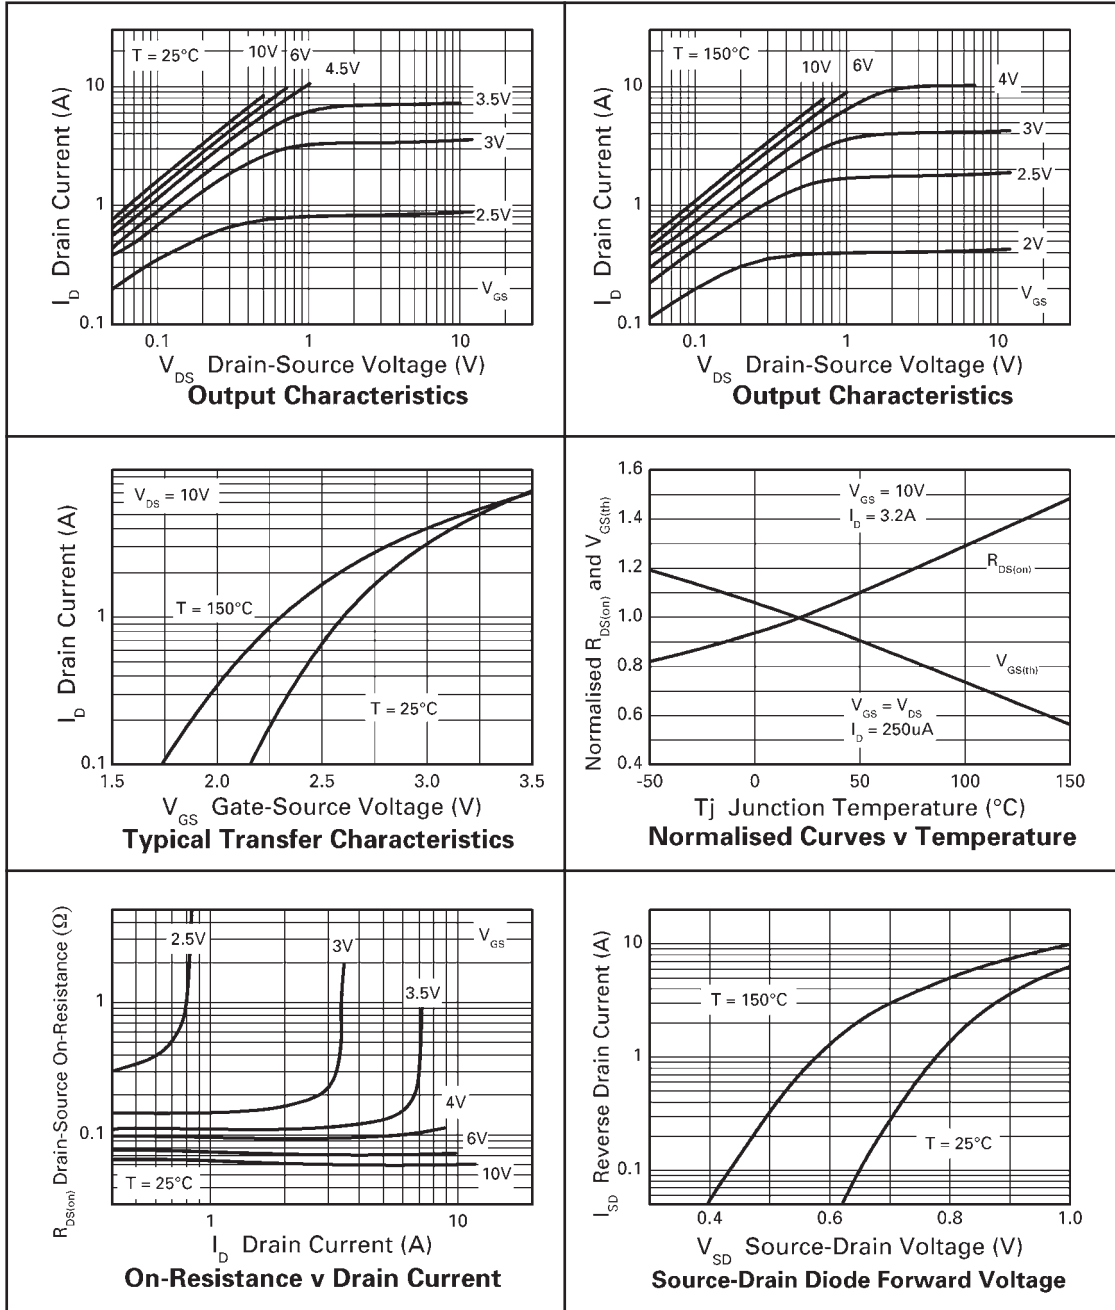 T = 25°C
10V
6V
4.5V
3.5V
3V
2.5V
V_GS
10
1
0.1
I_D Drain Current (A)
0.1 1 10
V_DS Drain-Source Voltage (V)
Output Characteristics
T = 150°C
10V
6V
4V
3V
2.5V
2V
V_GS
10
1
0.1
I_D Drain Current (A)
0.1 1 10
V_DS Drain-Source Voltage (V)
Output Characteristics
V_DS = 10V
T = 150°C
T = 25°C
1
0.1
I_D Drain Current (A)
1.5 2.0 2.5 3.0 3.5
V_GS Gate-Source Voltage (V)
Typical Transfer Characteristics
1.6
1.4
1.2
1.0
0.8
0.6
0.4
Normalised R_DS(on) and V_GS(th)
V_GS = 10V
I_D = 3.2A
R_DS(on)
V_GS(th)
V_GS = V_DS
I_D = 250uA
-50 0 50 100 150
Tj Junction Temperature (°C)
Normalised Curves v Temperature
2.5V
3V
V_GS
3.5V
4V
6V
10V
T = 25°C
1
0.1
R_DS(on) Drain-Source On-Resistance (Ω)
1 10
I_D Drain Current (A)
On-Resistance v Drain Current
10
1
0.1
I_SD Reverse Drain Current (A)
T = 150°C
T = 25°C
0.4 0.6 0.8 1.0
V_SD Source-Drain Voltage (V)
Source-Drain Diode Forward Voltage